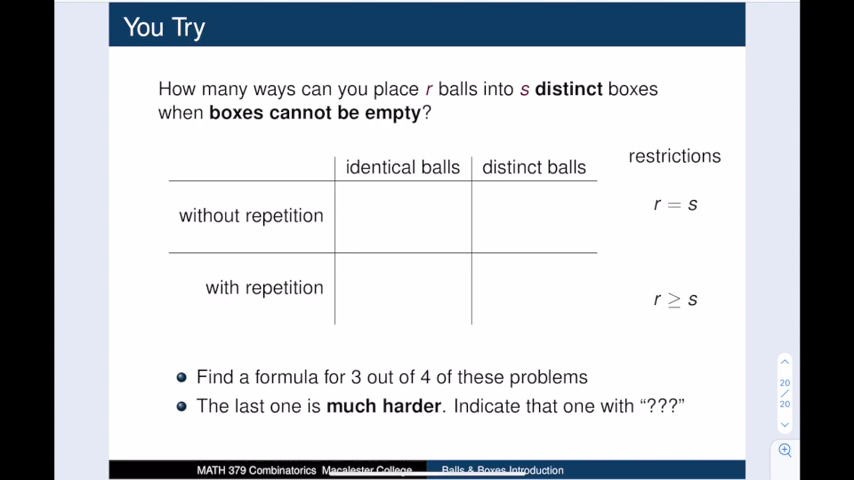 You Try
How many ways can you place r balls into s distinct boxes
when boxes cannot be empty?
identical balls distinct balls restrictions
without repetition r = s
with repetition r ≥ s
Find a formula for 3 out of 4 of these problems
The last one is much harder. Indicate that one with “???”
20
/
20
MATH 379 Combinatorics Macalester College Balls & Boxes Introduction